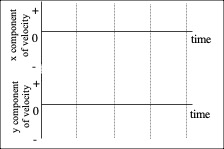 x component
of velocity
+
0
-
time
y component
of velocity
+
0
-
time